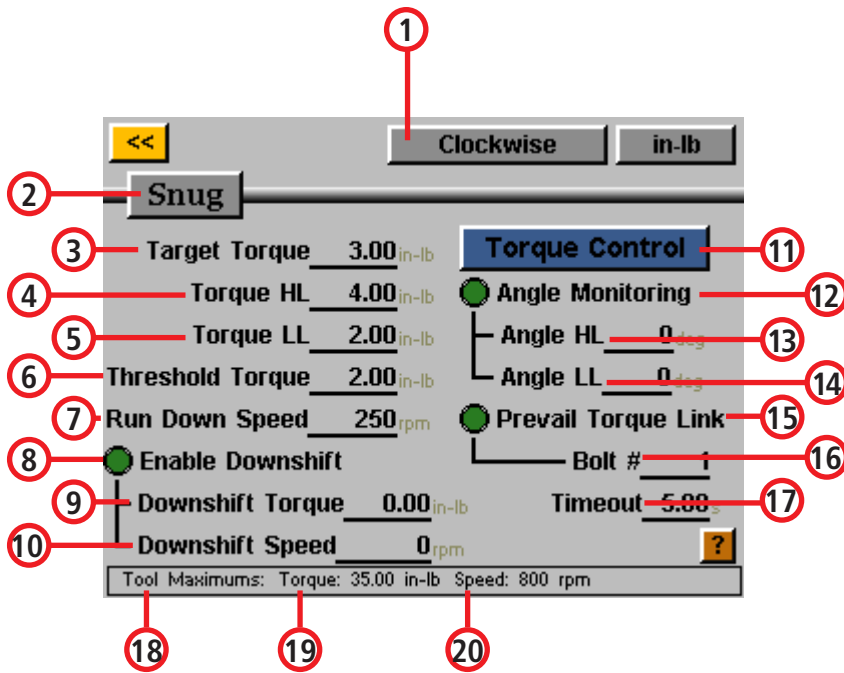 1
<< Clockwise in-lb
2 Snug
3 Target Torque 3.00 in-lb Torque Control 11
4 Torque HL 4.00 in-lb Angle Monitoring 12
5 Torque LL 2.00 in-lb Angle HL 0 deg 13
6 Threshold Torque 2.00 in-lb Angle LL 0 deg 14
7 Run Down Speed 250 rpm Prevail Torque Link 15
8 Enable Downshift Bolt # 1 16
9 Downshift Torque 0.00 in-lb Timeout 5.00 s 17
10 Downshift Speed 0 rpm ?
Tool Maximums: Torque: 35.00 in-lb Speed: 800 rpm
18 19 20